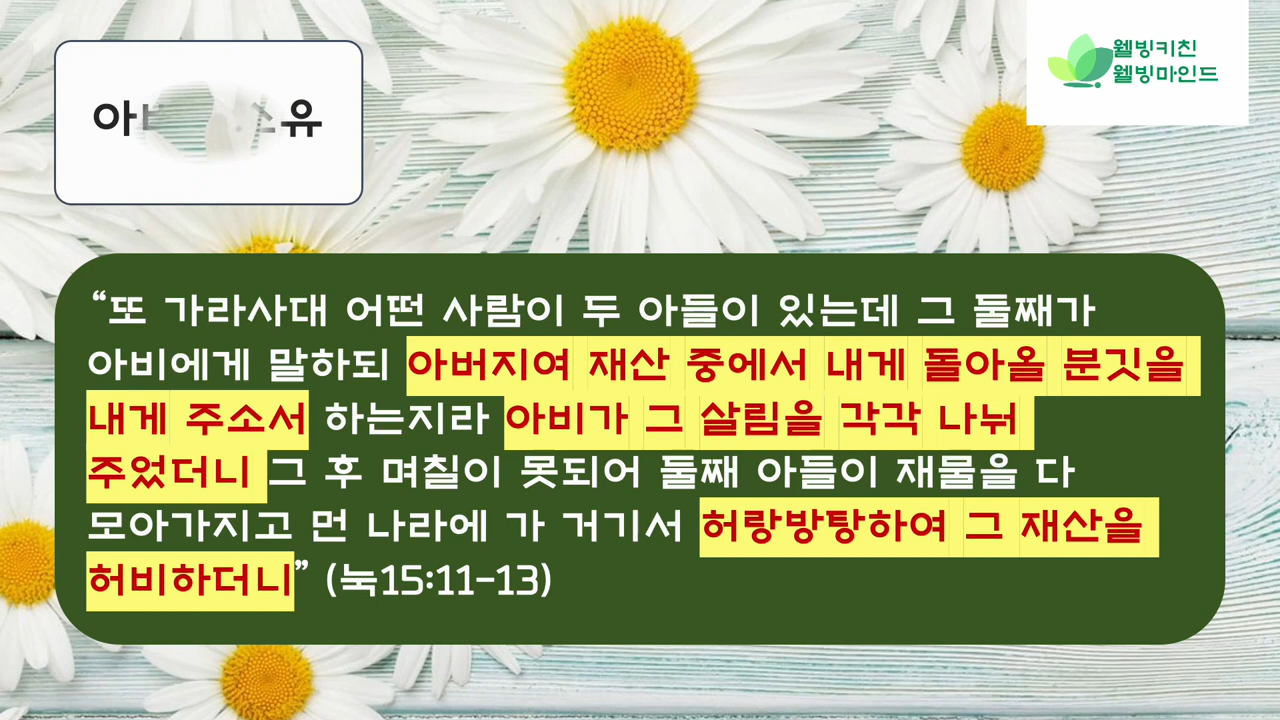 웰빙키친
웰빙마인드
“또 가라사대 어떤 사람이 두 아들이 있는데 그 둘째가
아비에게 말하되 아버지여 재산 중에서 내게 돌아올 분깃을
내게 주소서 하는지라 아비가 그 살림을 각각 나눠
주었더니 그 후 며칠이 못되어 둘째 아들이 재물을 다
모아가지고 먼 나라에 가 거기서 허랑방탕하여 그 재산을
허비하더니” (눅15:11-13)